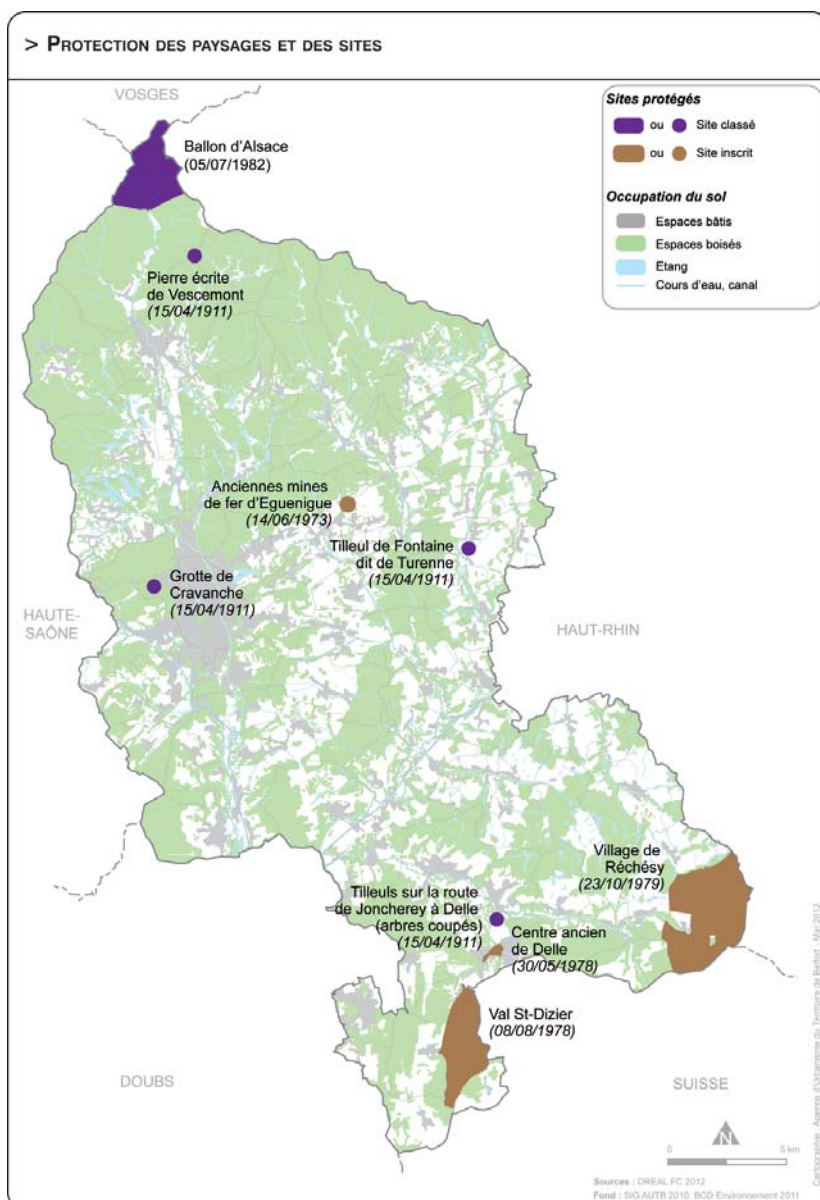 > PROTECTION DES PAYSAGES ET DES SITES
VOSGES
Ballon d'Alsace
(05/07/1982)
Sites protégés
ou Site classé
ou Site inscrit
Occupation du sol
Espaces bâtis
Espaces boisés
Etang
Cours d'eau, canal
Pierre écrite
de Vescemont
(15/04/1911)
Anciennes mines
de fer d'Eguenigue
(14/06/1973)
Tilleul de Fontaine
dit de Turenne
(15/04/1911)
Grotte de
Cravanche
(15/04/1911)
HAUTE-
SAÔNE
HAUT-RHIN
Village de
Réchésy
(23/10/1979)
Tilleuls sur la route
de Joncherey à Delle
(arbres coupés)
(15/04/1911)
Centre ancien
de Delle
(30/05/1978)
Val St-Dizier
(08/08/1978)
DOUBS
SUISSE
N
0 5 km
Sources : DREAL FC 2012
Fond : SIG AUTB 2010, BCD Environnement 2011
Cartographie : Agence d'Urbanisme du Territoire de Belfort - Mai 2012